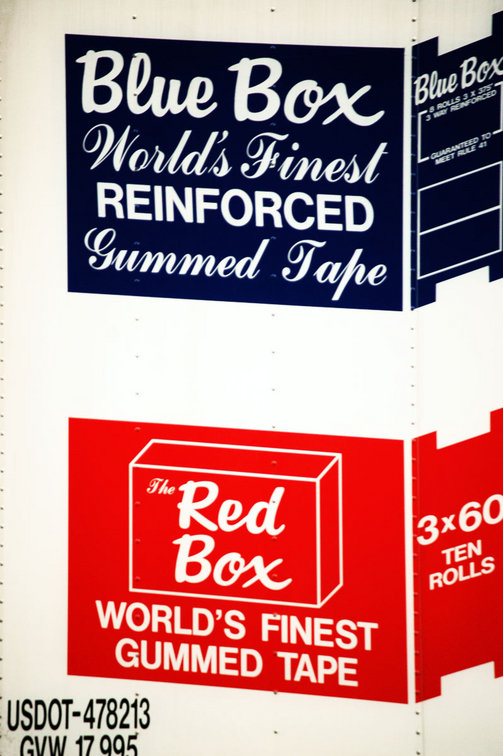 Blue Box
World's Finest
REINFORCED
Gummed Tape
Blue Box
8 ROLLS 3 X 375'
3 WAY REINFORCED
GUARANTEED TO
MEET RULE 41
The
Red
Box
WORLD'S FINEST
GUMMED TAPE
3x60
TEN
ROLLS
USDOT-478213
GVW 17,995